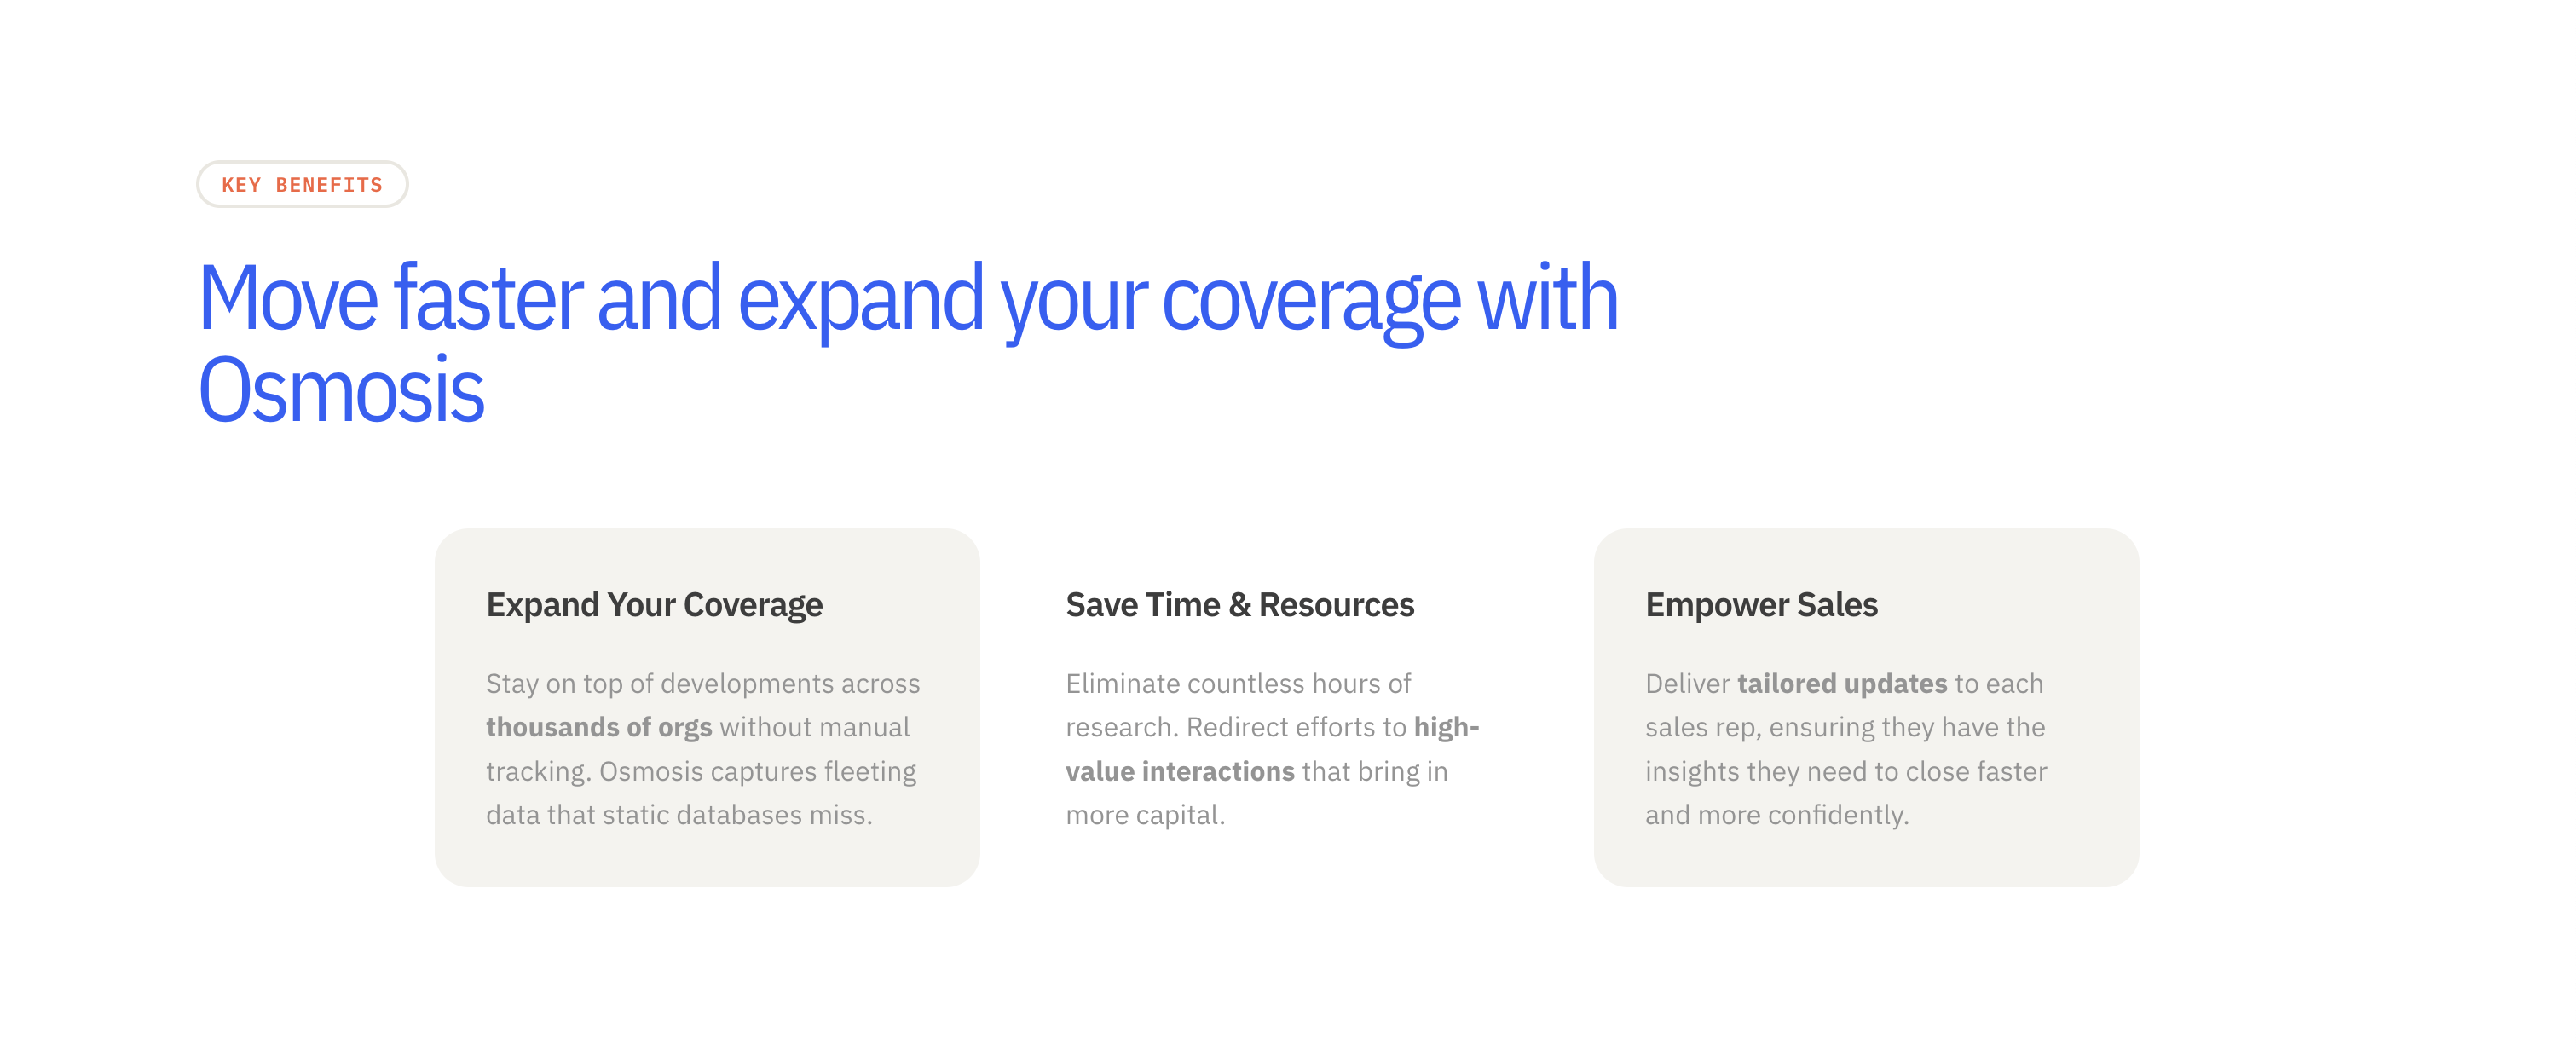 KEY BENEFITS
Move faster and expand your coverage with
Osmosis
Expand Your Coverage
Stay on top of developments across
thousands of orgs without manual
tracking. Osmosis captures fleeting
data that static databases miss.
Save Time & Resources
Eliminate countless hours of
research. Redirect efforts to high-
value interactions that bring in
more capital.
Empower Sales
Deliver tailored updates to each
sales rep, ensuring they have the
insights they need to close faster
and more confidently.